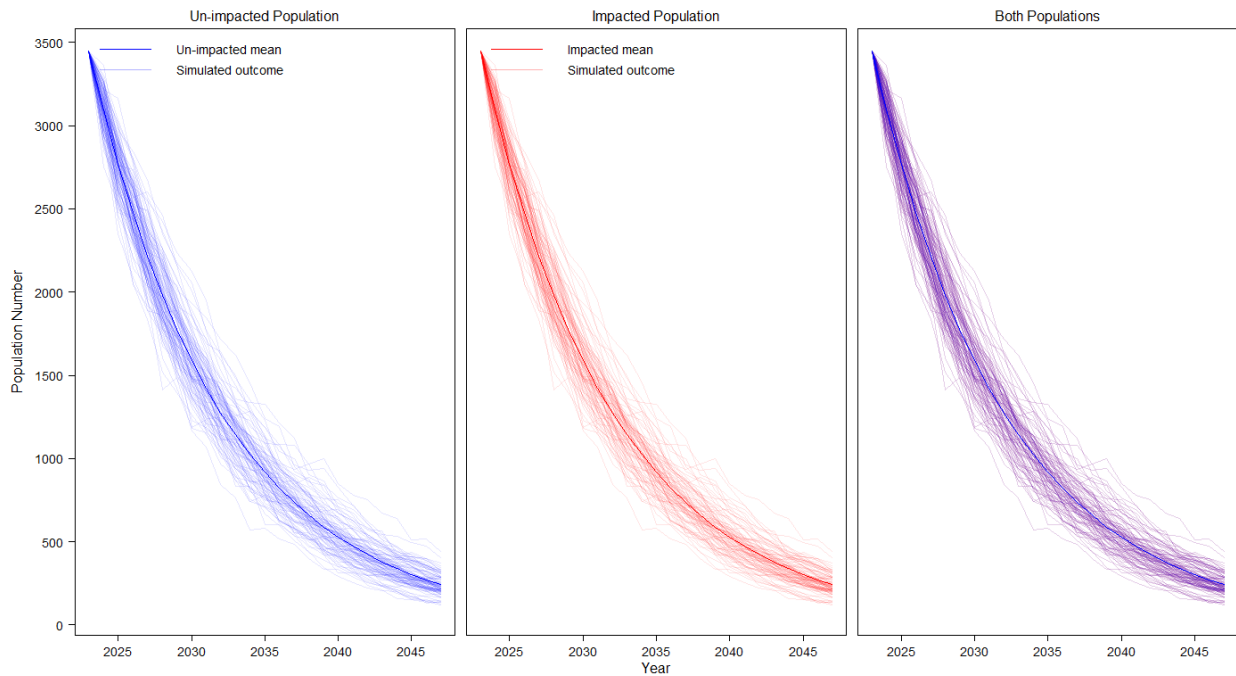 Un-impacted Population
Impacted Population
Both Populations
Un-impacted mean
Simulated outcome
Impacted mean
Simulated outcome
Population Number
3500
3000
2500
2000
1500
1000
500
0
2025 2030 2035 2040 2045
2025 2030 2035 2040 2045
2025 2030 2035 2040 2045
Year